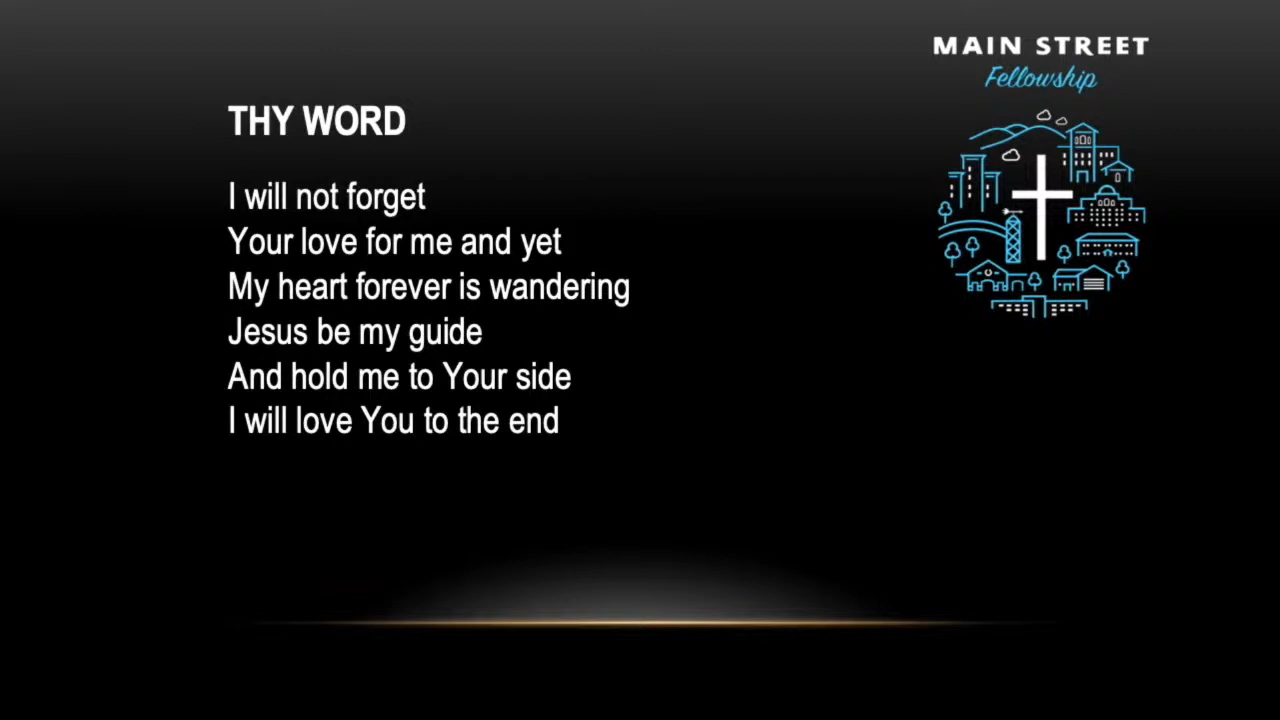 MAIN STREET
Fellowship
THY WORD
I will not forget
Your love for me and yet
My heart forever is wandering
Jesus be my guide
And hold me to Your side
I will love You to the end